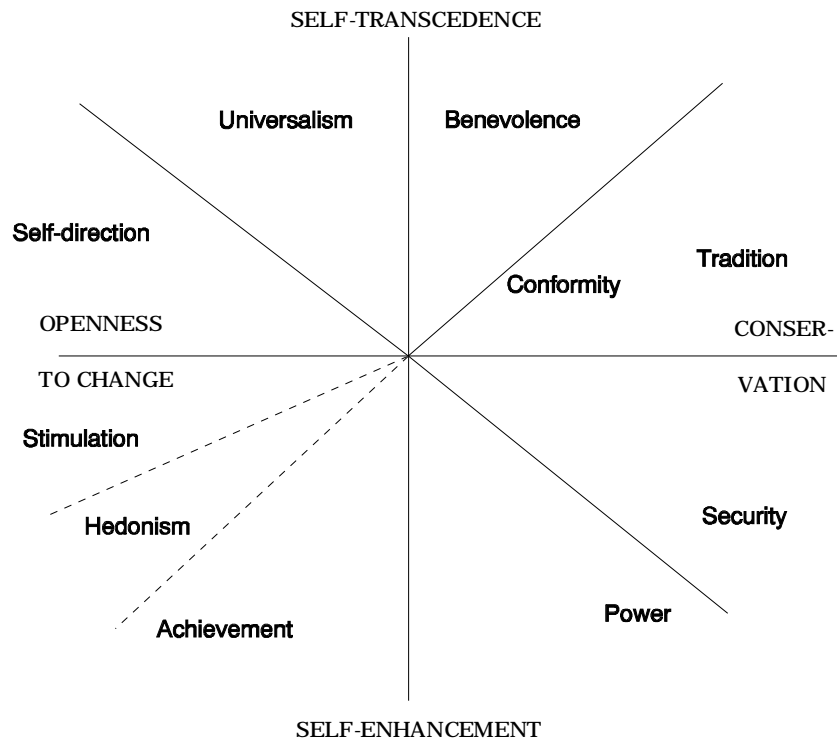 SELF-TRANSCEDENCE
Universalism
Benevolence
Self-direction
Tradition
Conformity
OPENNESS
CONSER-
TO CHANGE
VATION
Stimulation
Security
Hedonism
Power
Achievement
SELF-ENHANCEMENT